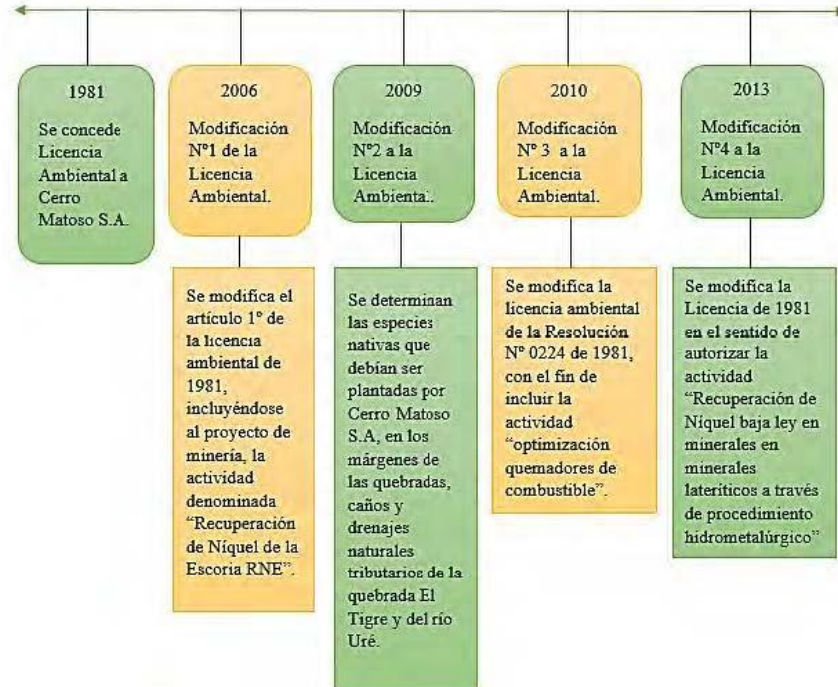 1981
Se concede
Licencia
Ambiental a
Cerro
Matoso S.A.
2006
Modificación
N°1 de la
Licencia
Ambiental.
2009
Modificación
N°2 a la
Licencia
Ambiental.
2010
Modificación
N° 3 a la
Licencia
Ambiental.
2013
Modificación
N°4 a la
Licencia
Ambiental.
Se modifica el
artículo 1° de
la licencia
ambiental de
1981,
incluyéndose
al proyecto de
minería, la
actividad
denominada
“Recuperación
de Níquel de la
Escoria RNE”.
Se determinan
las especies
nativas que
debían ser
plantadas por
Cerro Matoso
S.A, en los
márgenes de
las quebradas,
caños y
drenajes
naturales
tributarios de la
quebrada El
Tigre y del río
Uré.
Se modifica la
licencia ambiental
de la Resolución
N° 0224 de 1981,
con el fin de
incluir la
actividad
“optimización
quemadores de
combustible”.
Se modifica la
Licencia de 1981
en el sentido de
autorizar la
actividad
“Recuperación de
Níquel baja ley en
minerales en
minerales
lateríticos a través
de procedimiento
hidrometalúrgico”